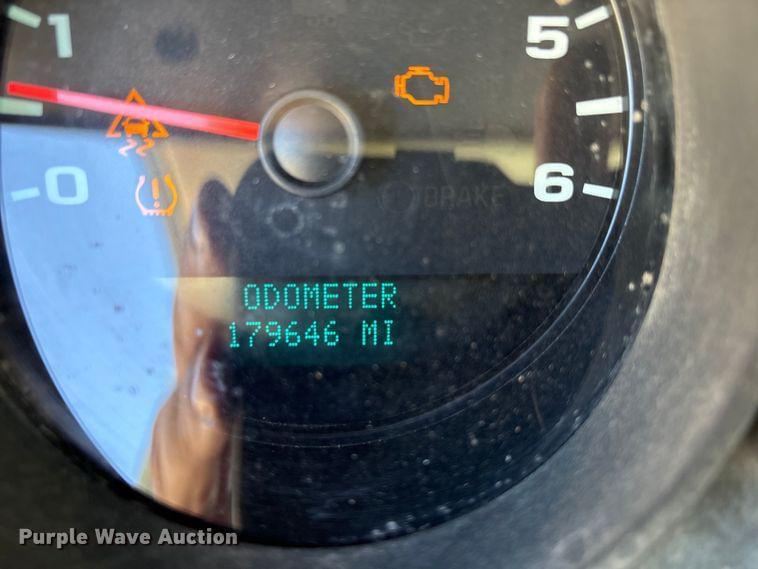 1
5
0
6
BRAKE
ODOMETER
179646 MI
Purple Wave Auction